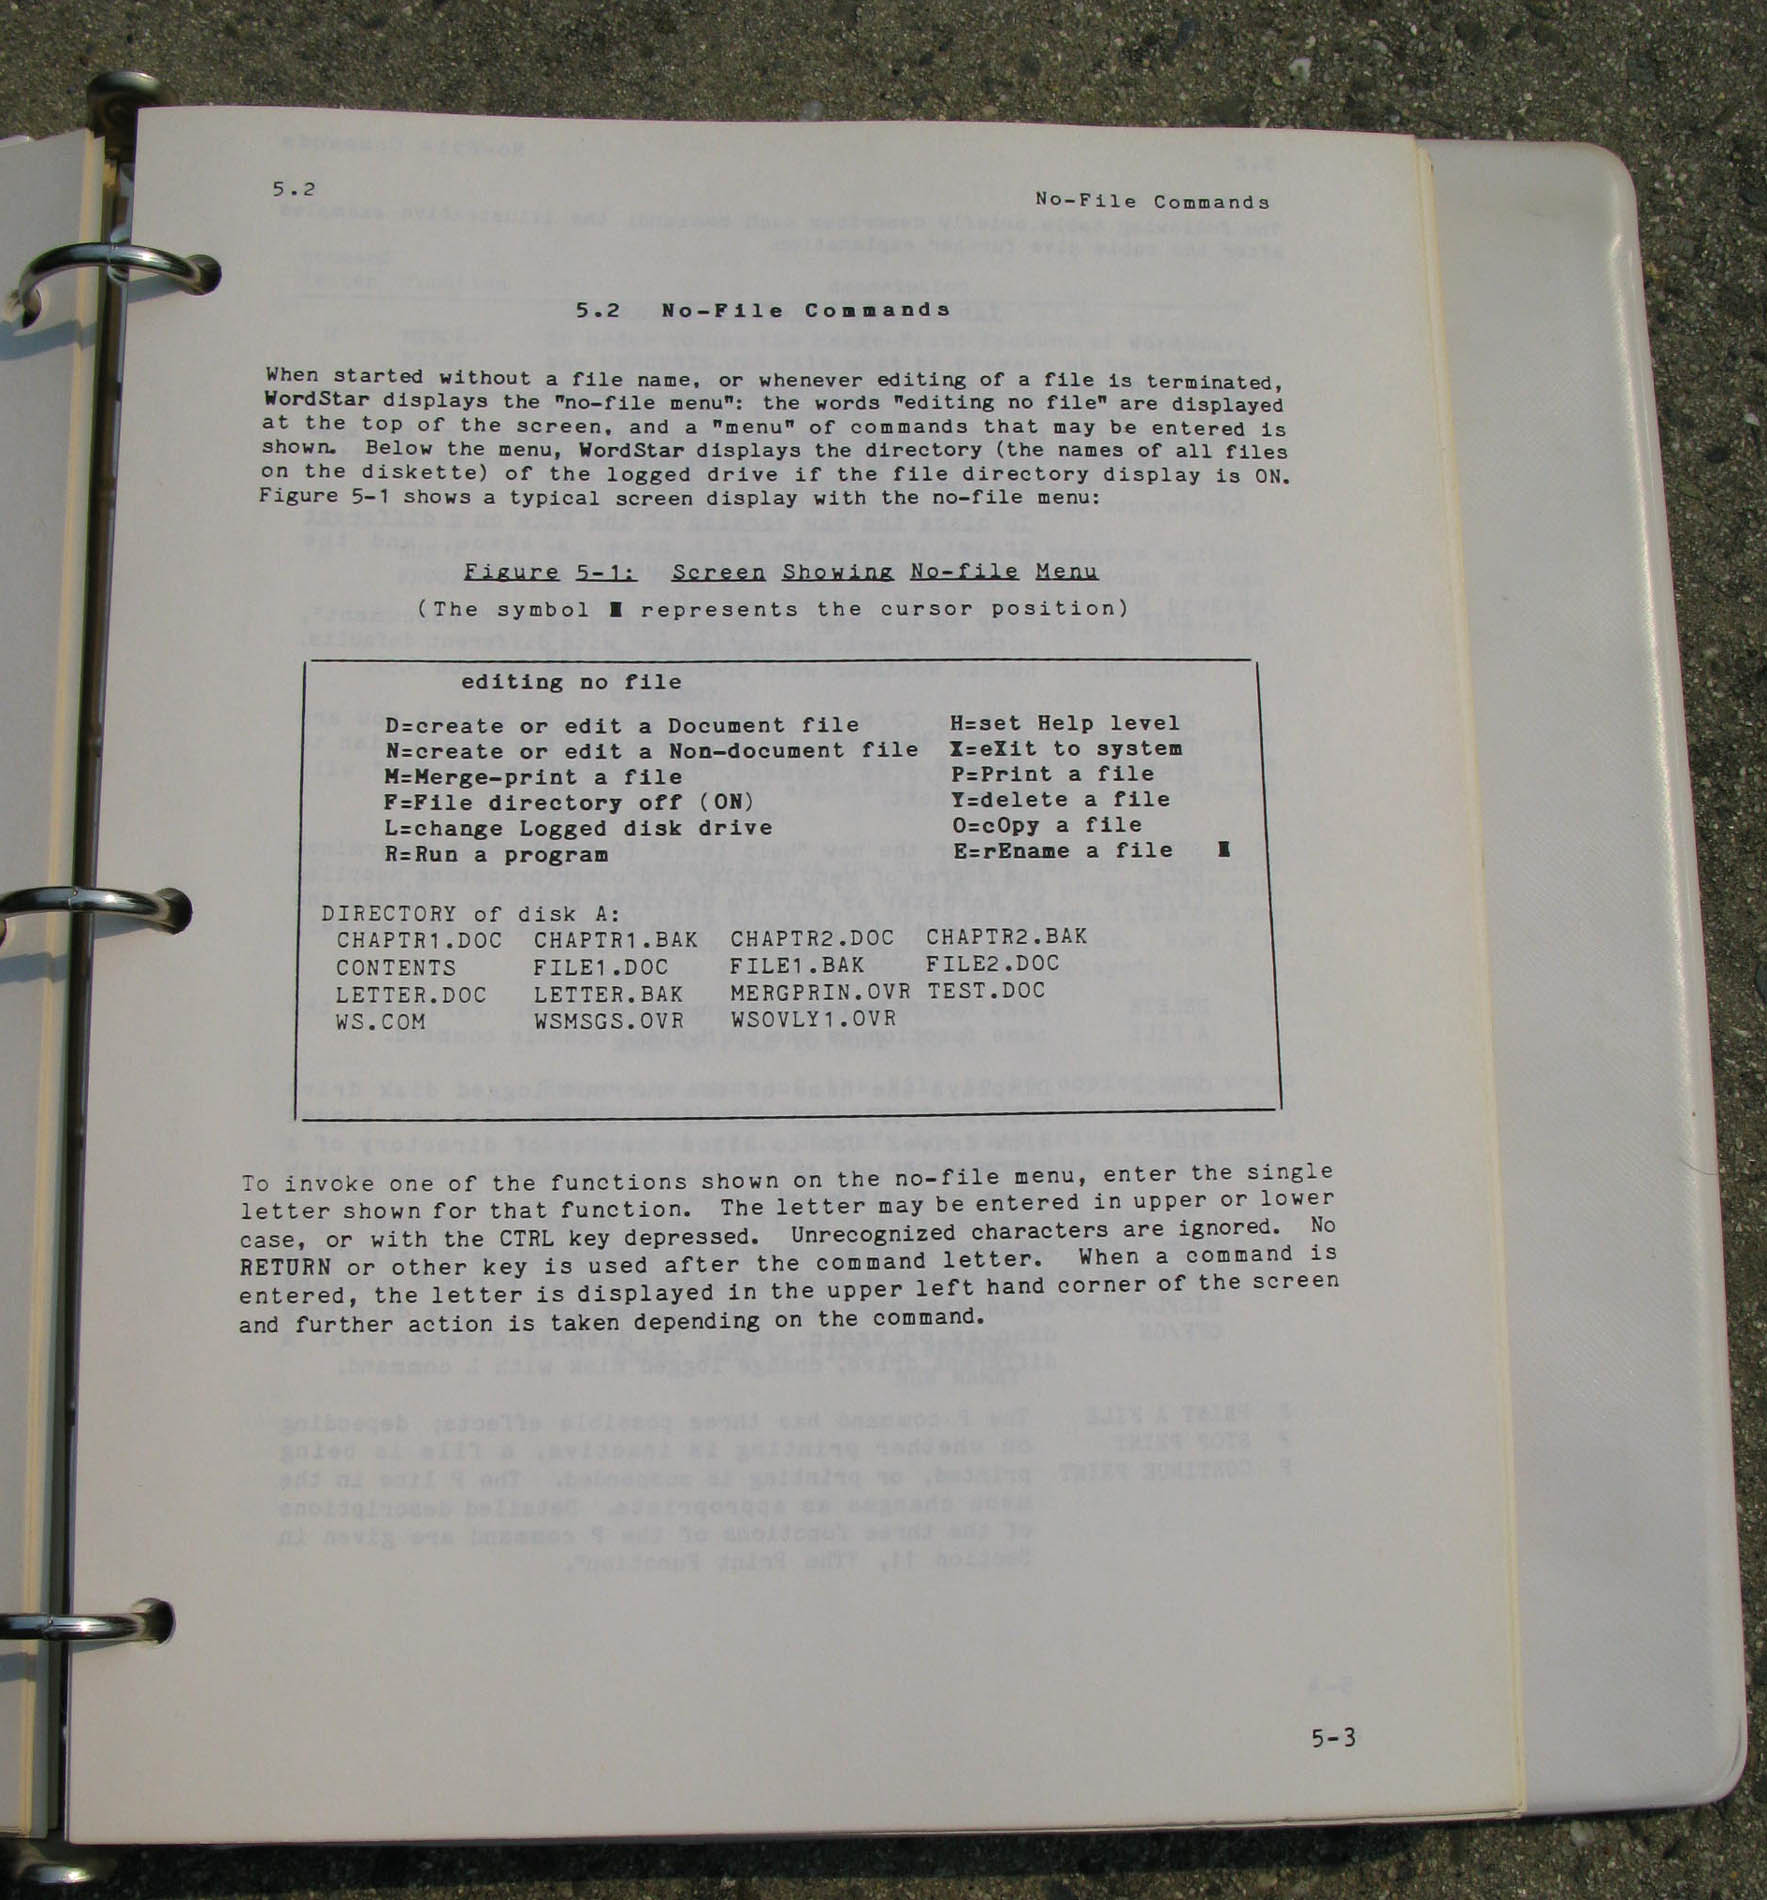 5.2 No-File Commands
5.2 No-File Commands
When started without a file name, or whenever editing of a file is terminated,
WordStar displays the "no-file menu": the words "editing no file" are displayed
at the top of the screen, and a "menu" of commands that may be entered is
shown. Below the menu, WordStar displays the directory (the names of all files
on the diskette) of the logged drive if the file directory display is ON.
Figure 5-1 shows a typical screen display with the no-file menu:
Figure 5-1: Screen Showing No-file Menu
(The symbol █ represents the cursor position)
editing no file
D=create or edit a Document file H=set Help level
N=create or edit a Non-document file X=eXit to system
M=Merge-print a file P=Print a file
F=File directory off (ON) Y=delete a file
L=change Logged disk drive O=cOpy a file
R=Run a program E=rEname a file █
DIRECTORY of disk A:
CHAPTR1.DOC CHAPTR1.BAK CHAPTR2.DOC CHAPTR2.BAK
CONTENTS FILE1.DOC FILE1.BAK FILE2.DOC
LETTER.DOC LETTER.BAK MERGPRIN.OVR TEST.DOC
WS.COM WSMSGS.OVR WSOVLY1.OVR
To invoke one of the functions shown on the no-file menu, enter the single
letter shown for that function. The letter may be entered in upper or lower
case, or with the CTRL key depressed. Unrecognized characters are ignored. No
RETURN or other key is used after the command letter. When a command is
entered, the letter is displayed in the upper left hand corner of the screen
and further action is taken depending on the command.
5-3